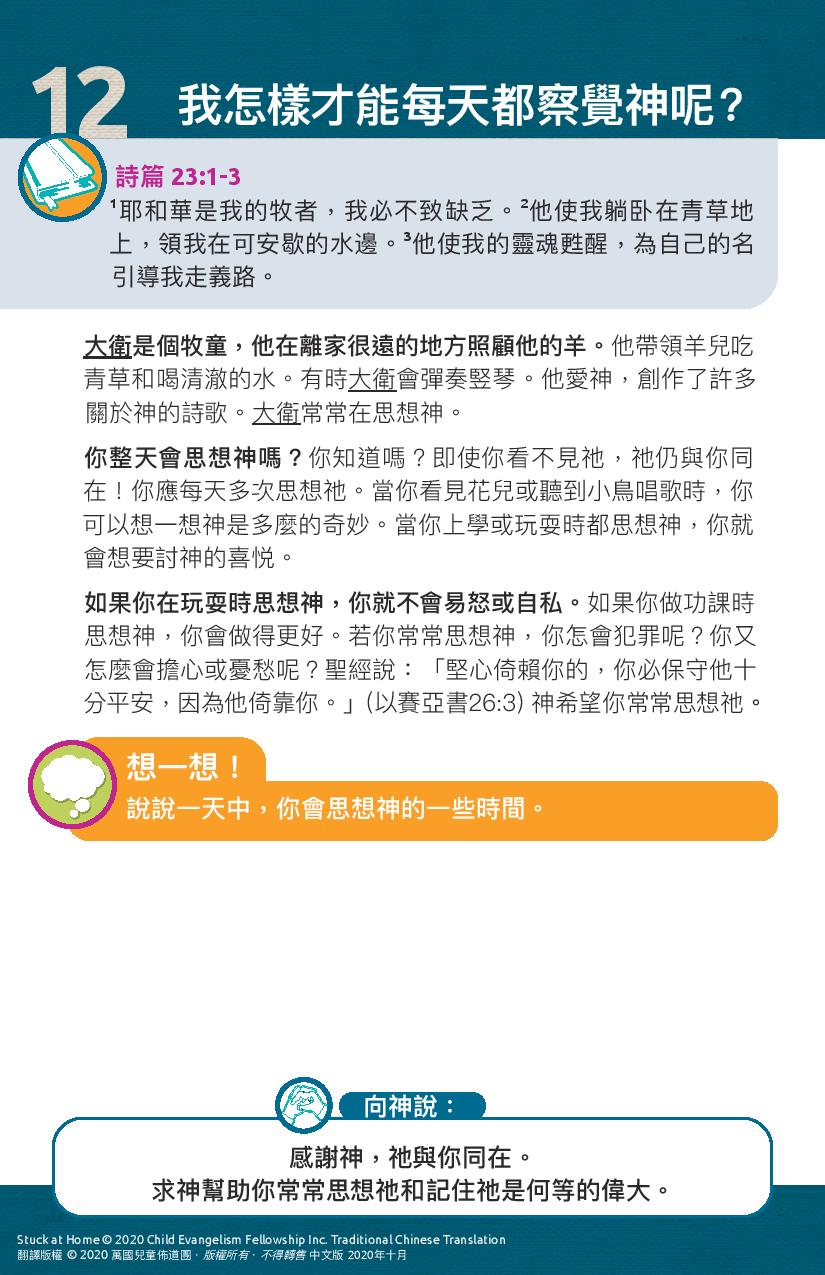 12
我怎樣才能每天都察覺神呢？
詩篇 23:1-3
¹耶和華是我的牧者，我必不致缺乏。²他使我躺卧在青草地
上，領我在可安歇的水邊。³他使我的靈魂甦醒，為自己的名
引導我走義路。
大衛是個牧童，他在離家很遠的地方照顧他的羊。他帶領羊兒吃
青草和喝清澈的水。有時大衛會彈奏竪琴。他愛神，創作了許多
關於神的詩歌。大衛常常在思想神。
你整天會思想神嗎？你知道嗎？即使你看不見祂，祂仍與你同
在！你應每天多次思想祂。當你看見花兒或聽到小鳥唱歌時，你
可以想一想神是多麼的奇妙。當你上學或玩耍時都思想神，你就
會想要討神的喜悦。
如果你在玩耍時思想神，你就不會易怒或自私。如果你做功課時
思想神，你會做得更好。若你常常思想神，你怎會犯罪呢？你又
怎麼會擔心或憂愁呢？聖經說：「堅心倚賴你的，你必保守他十
分平安，因為他倚靠你。」(以賽亞書26:3) 神希望你常常思想祂。
想一想！
說說一天中，你會思想神的一些時間。
向神說：
感謝神，祂與你同在。
求神幫助你常常思想祂和記住祂是何等的偉大。
Stuck at Home © 2020 Child Evangelism Fellowship Inc. Traditional Chinese Translation
翻譯版權 © 2020 萬國兒童佈道團．版權所有．不得轉售 中文版 2020年十月